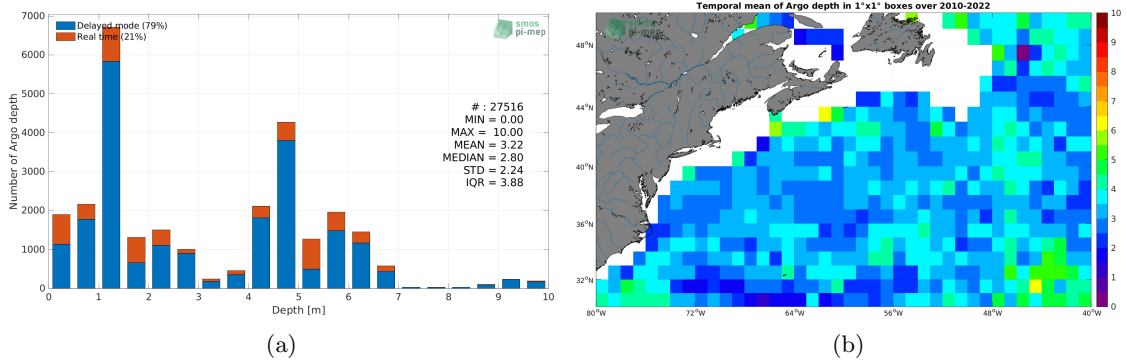 Delayed mode (79%)
Real time (21%)
smos
pi-mep
# : 27516
MIN = 0.00
MAX = 10.00
MEAN = 3.22
MEDIAN = 2.80
STD = 2.24
IQR = 3.88
Number of Argo depth
7000
6000
5000
4000
3000
2000
1000
0
0 1 2 3 4 5 6 7 8 9 10
Depth [m]
(a)
Temporal mean of Argo depth in 1°x1° boxes over 2010-2022
smos
pi-mep
48°N
44°N
40°N
36°N
32°N
80°W 72°W 64°W 56°W 48°W 40°W
10
9
8
7
6
5
4
3
2
1
0
(b)